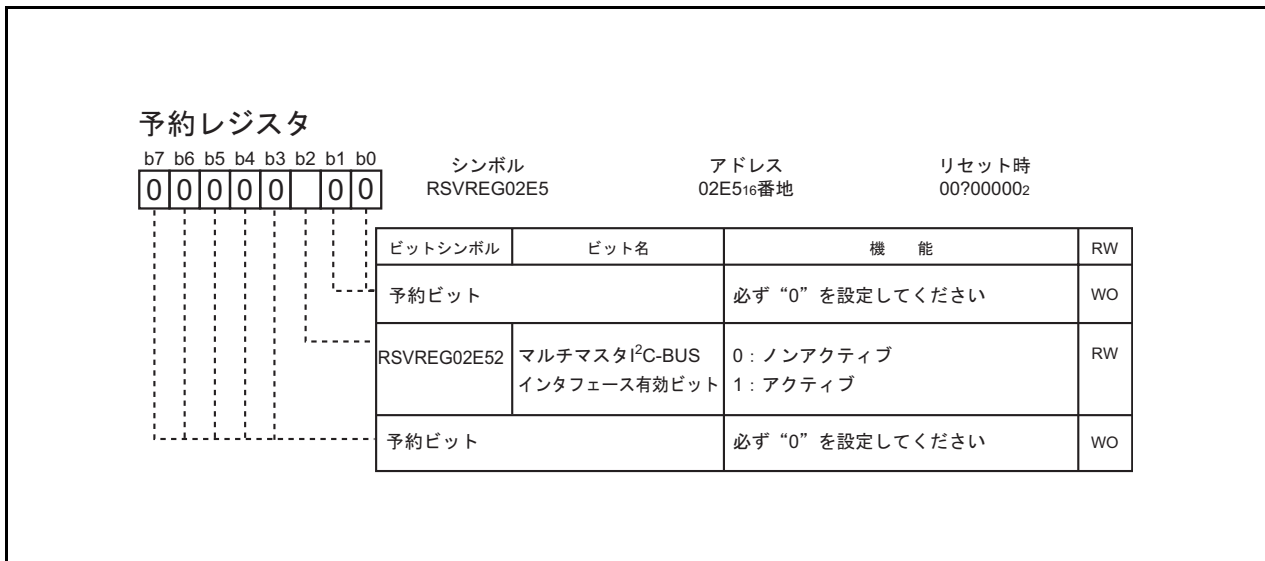 予約レジスタ
b7 b6 b5 b4 b3 b2 b1 b0
0 0 0 0 0 0 0
シンボル アドレス リセット時
RSVREG02E5 02E516番地 00?000002
ビットシンボル ビット名 機 能 RW
予約ビット 必ず“0”を設定してください WO
RSVREG02E52 マルチマスタI2C-BUS 0：ノンアクティブ RW
インタフェース有効ビット 1：アクティブ
予約ビット 必ず“0”を設定してください WO